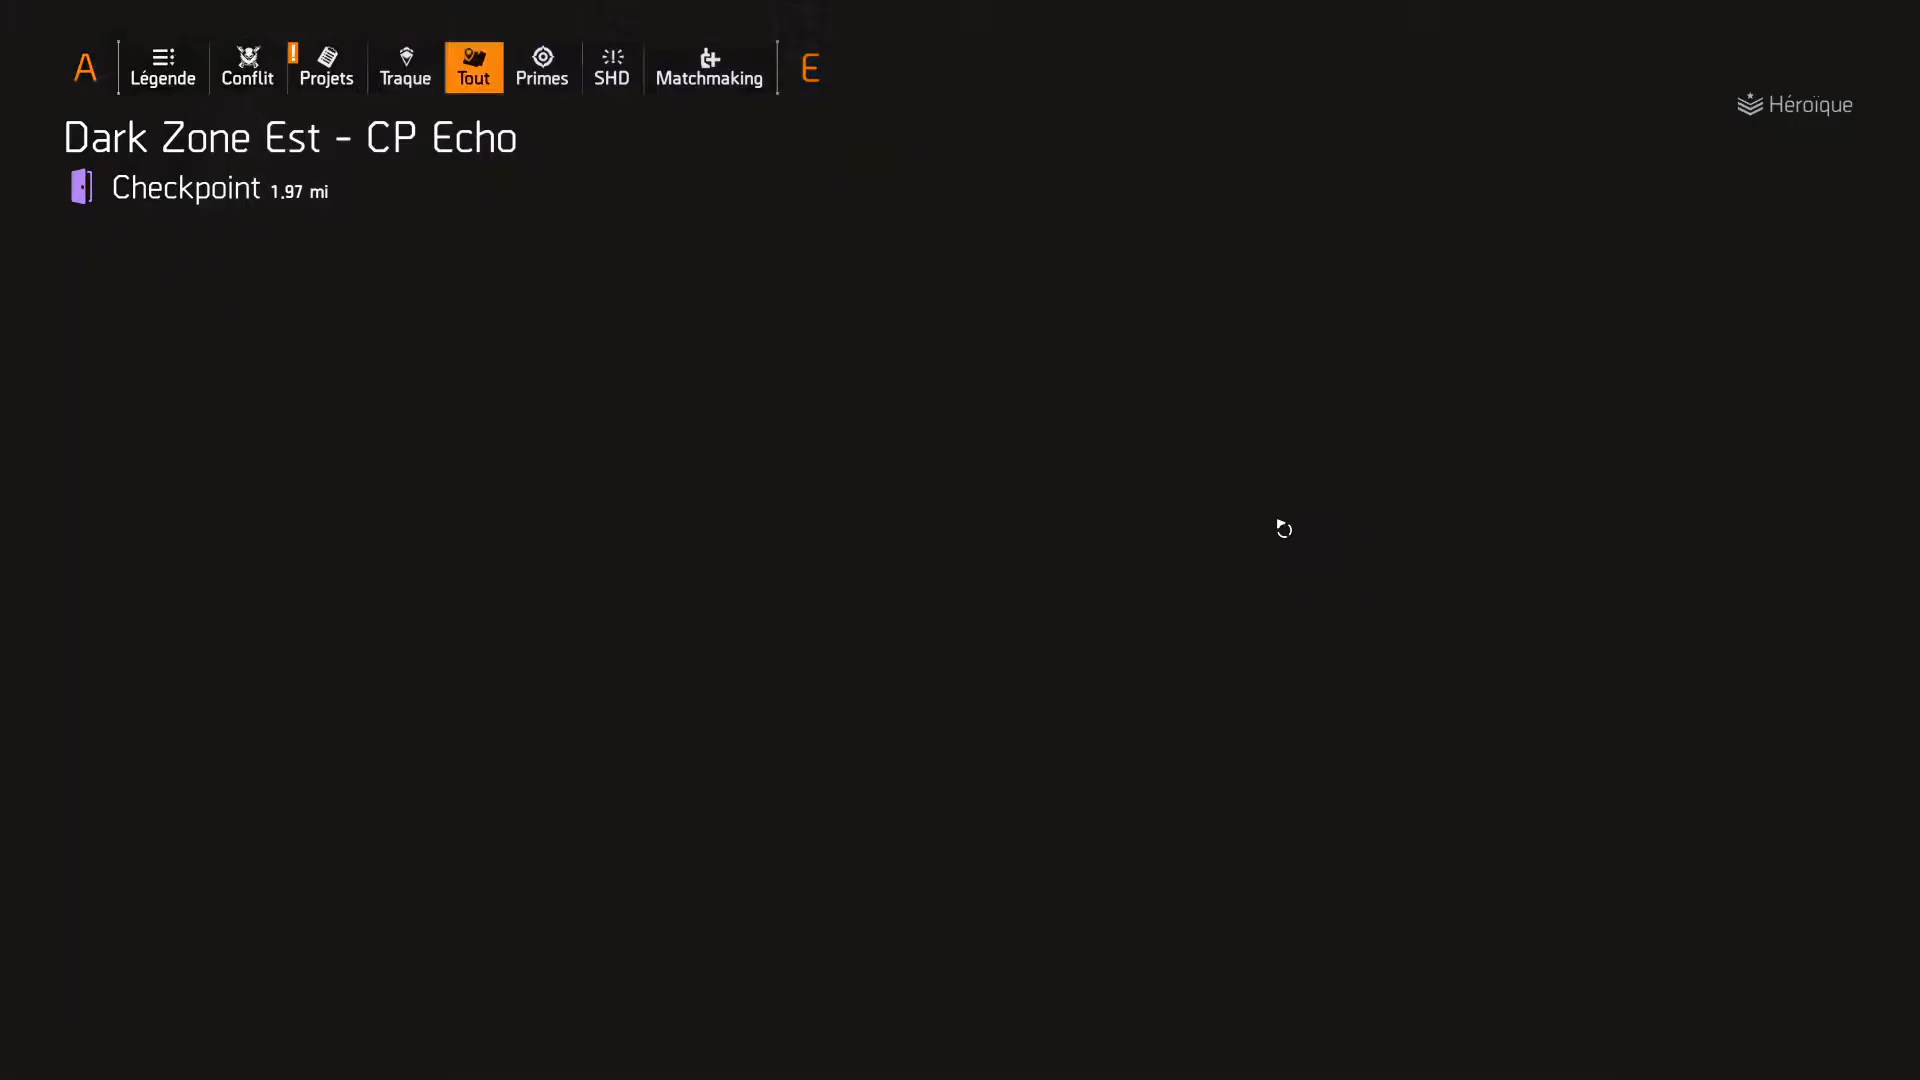 A Légende Conflit ! Projets Traque Tout Primes SHD Matchmaking E
Héroïque
Dark Zone Est - CP Echo
Checkpoint 1.97 mi